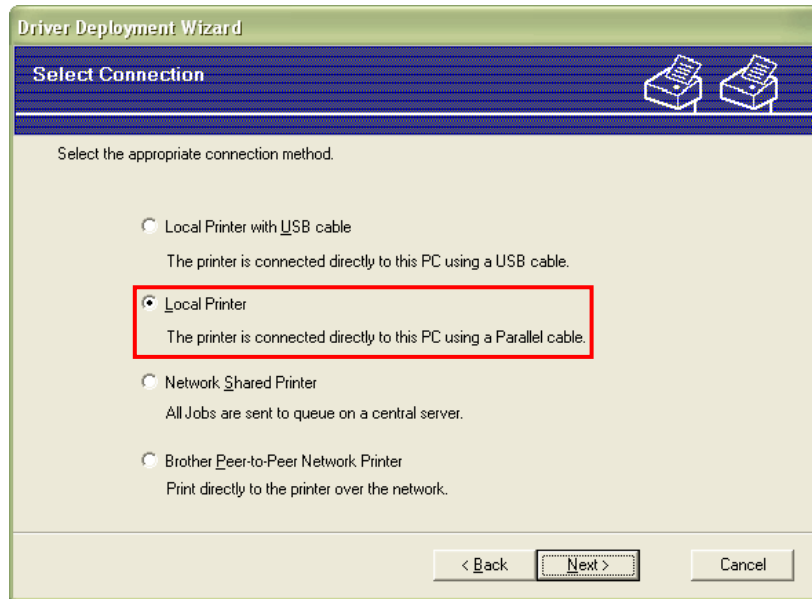 Driver Deployment Wizard
Select Connection
Select the appropriate connection method.
Local Printer with USB cable
The printer is connected directly to this PC using a USB cable.
Local Printer
The printer is connected directly to this PC using a Parallel cable.
Network Shared Printer
All Jobs are sent to queue on a central server.
Brother Peer-to-Peer Network Printer
Print directly to the printer over the network.
< Back Next > Cancel